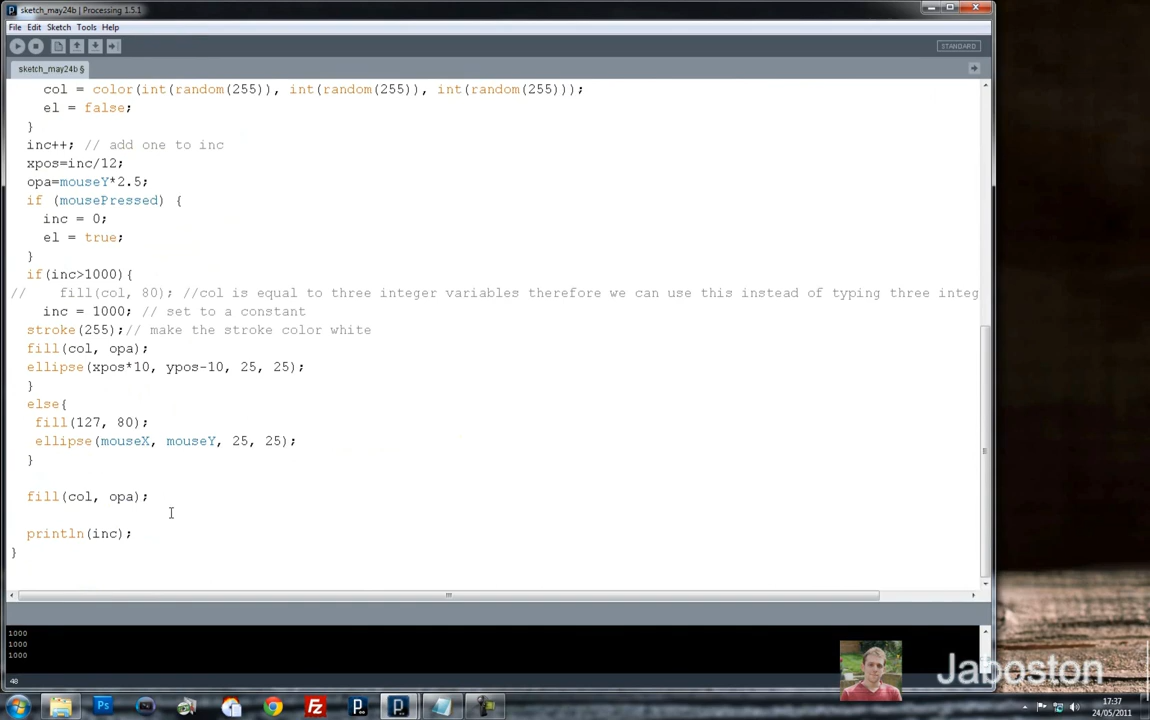 sketch_may24b | Processing 1.5.1
File Edit Sketch Tools Help
STANDARD
sketch_may24b §
col = color(int(random(255)), int(random(255)), int(random(255)));
el = false;
}
inc++; // add one to inc
xpos=inc/12;
opa=mouseY*2.5;
if (mousePressed) {
inc = 0;
el = true;
}
if(inc>1000){
// fill(col, 80); //col is equal to three integer variables therefore we can use this instead of typing three integ
inc = 1000; // set to a constant
stroke(255);// make the stroke color white
fill(col, opa);
ellipse(xpos*10, ypos-10, 25, 25);
}
else{
fill(127, 80);
ellipse(mouseX, mouseY, 25, 25);
}
fill(col, opa);
println(inc);
}
1000
1000
1000
Jaboston
48
Ps
Fz
P
P
17:37
24/05/2011